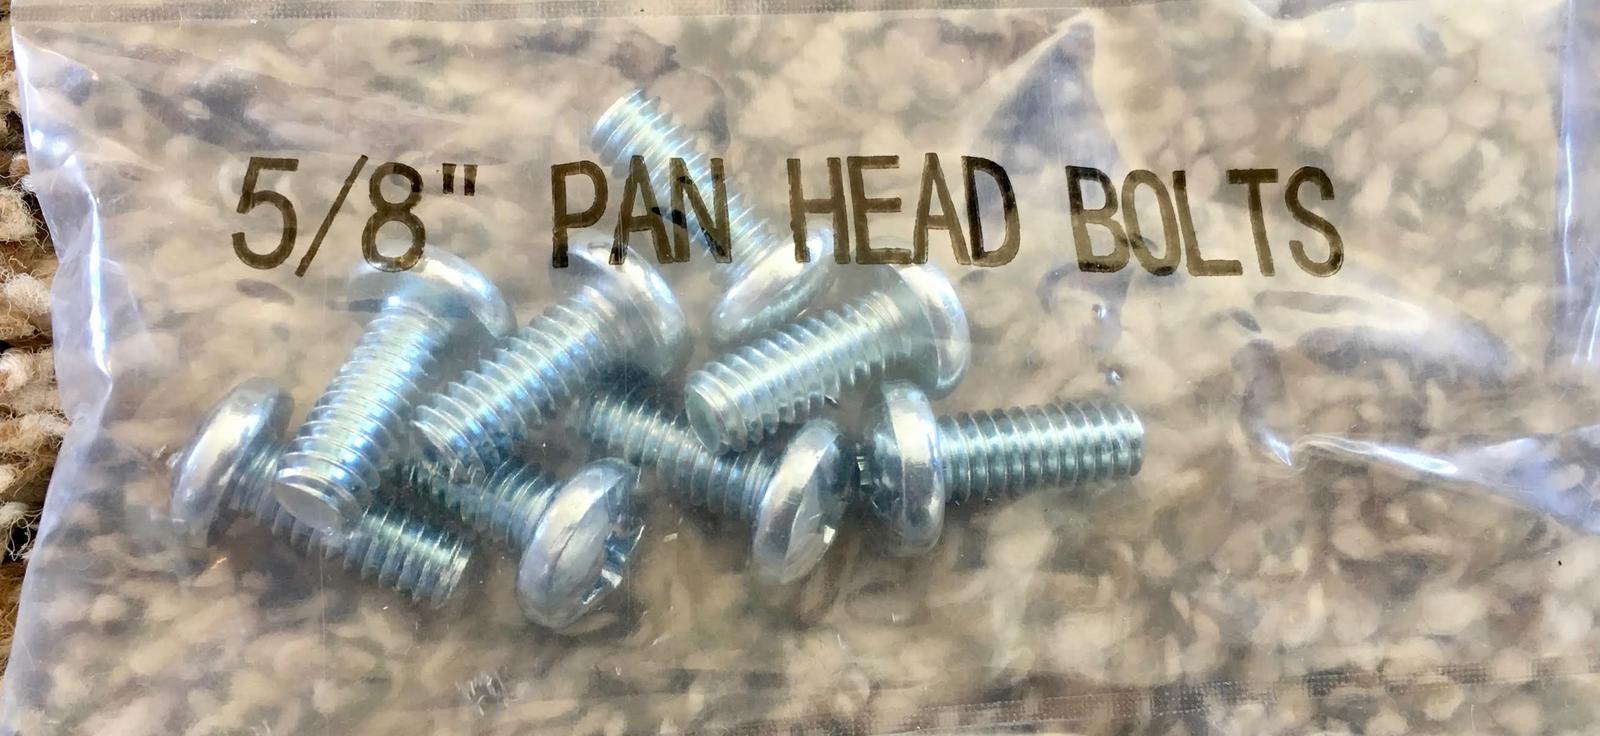 5/8" PAN HEAD BOLTS